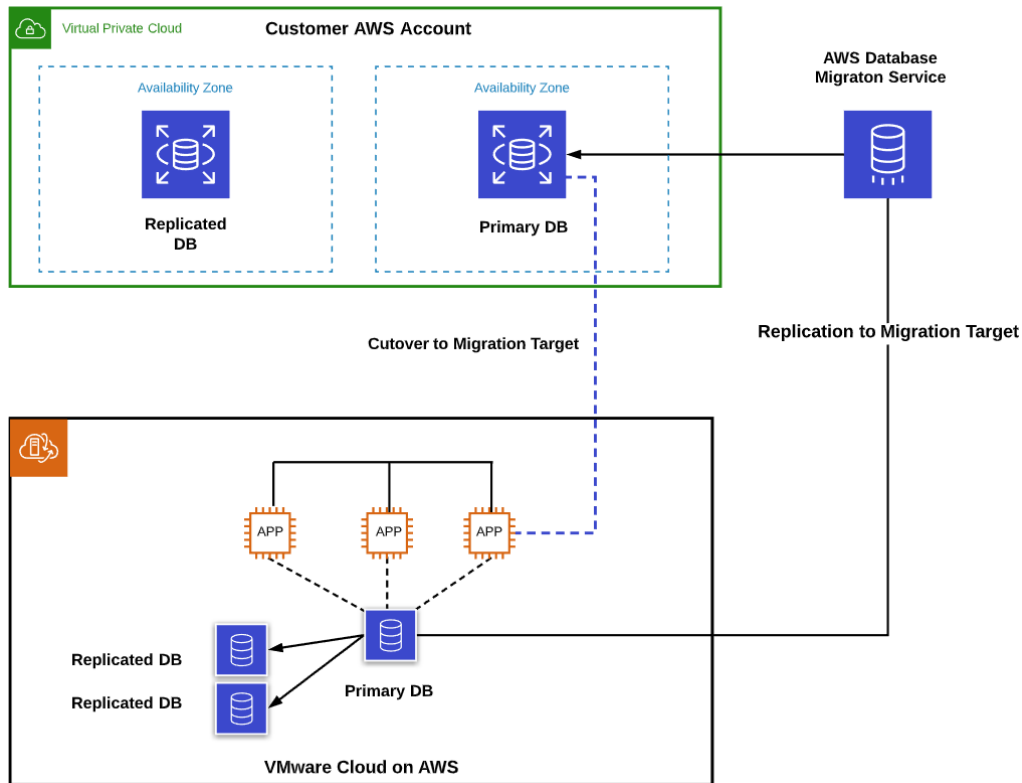 Virtual Private Cloud
Customer AWS Account
AWS Database
Migraton Service
Availability Zone
Availability Zone
Replicated
DB
Primary DB
Replication to Migration Target
Cutover to Migration Target
APP
APP
APP
Replicated DB
Replicated DB
Primary DB
VMware Cloud on AWS